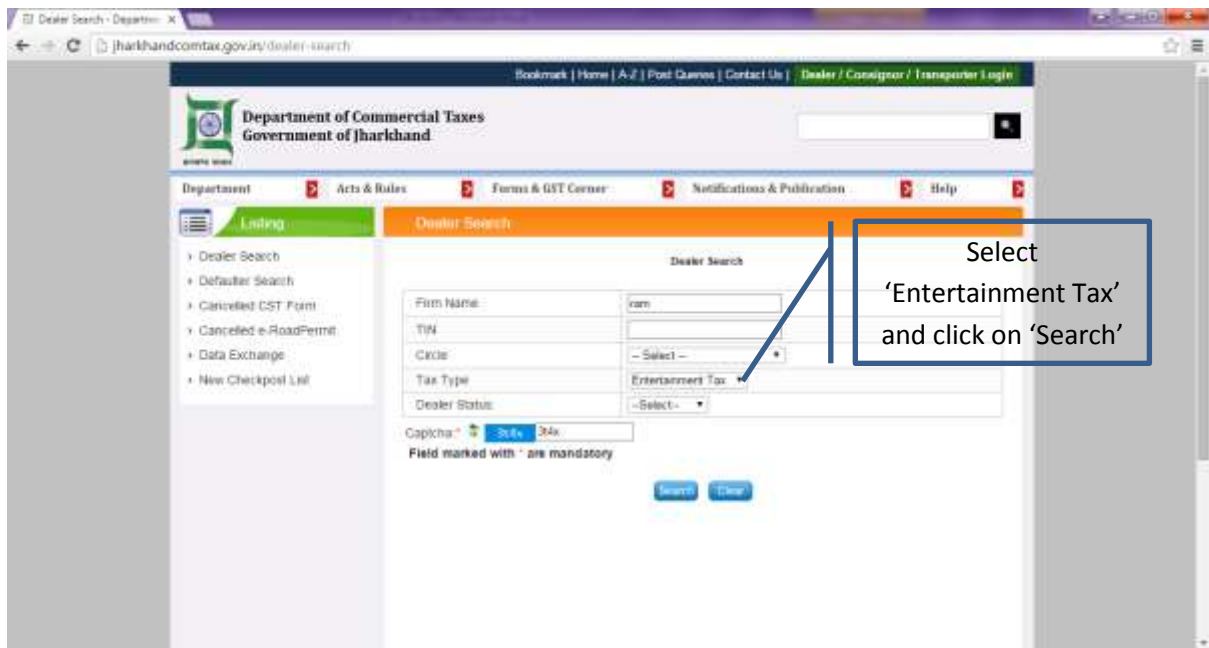 Dealer Search - Departmen
jharkhandcomtax.gov.in/dealer-search
Bookmark | Home | A-Z | Post Queries | Contact Us | Dealer / Consignor / Transporter Login
Department of Commercial Taxes
Government of Jharkhand
Department Acts & Rules Forms & GST Corner Notifications & Publication Help
Listing
Dealer Search
Dealer Search
Defaulter Search
Cancelled CST Form
Cancelled e-RoadPermit
Data Exchange
New Checkpost List
Dealer Search
Firm Name ram
TIN
Circle -- Select --
Tax Type Entertainment Tax
Dealer Status --Select--
Captcha:*
Field marked with * are mandatory
Search Clear
Select
‘Entertainment Tax’
and click on ‘Search’